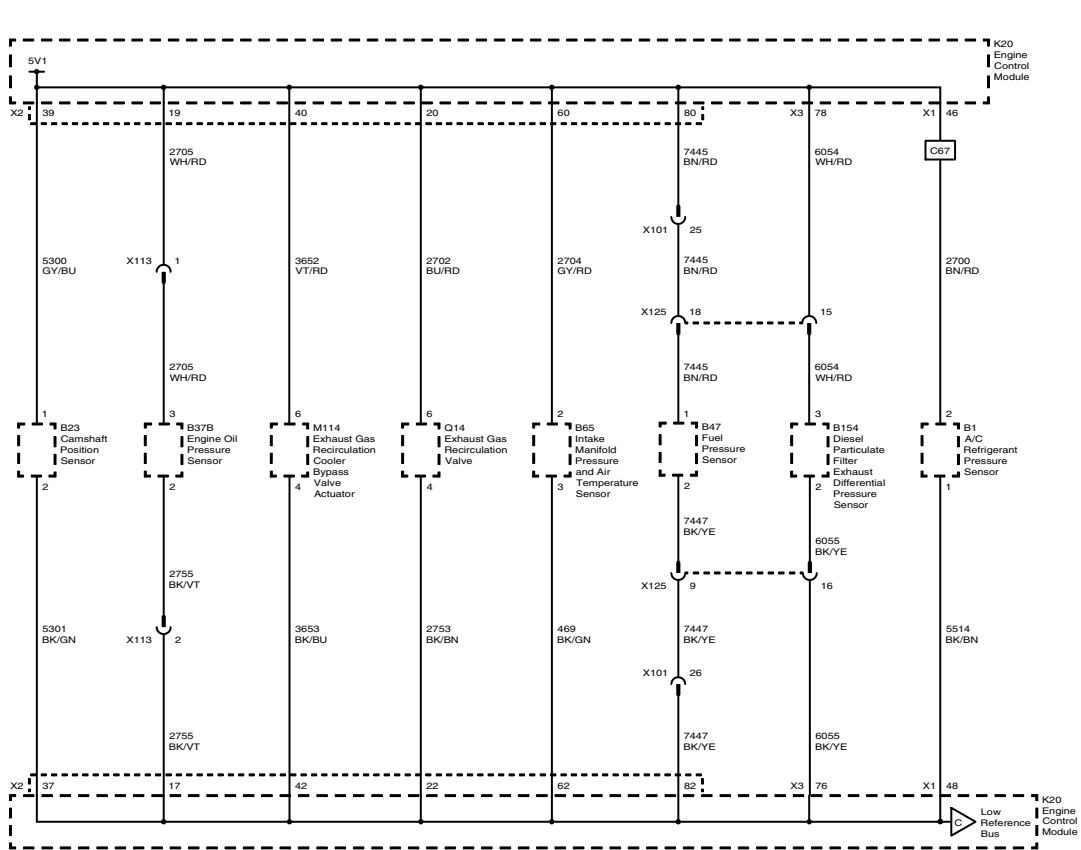 K20
Engine
Control
Module
5V1
X2 39 19 40 20 60 80 X3 78 X1 46
C67
2705
WH/RD
7445
BN/RD
6054
WH/RD
X101 25
5300
GY/BU
X113 1
3652
VT/RD
2702
BU/RD
2704
GY/RD
7445
BN/RD
2700
BN/RD
X125 18 15
2705
WH/RD
7445
BN/RD
6054
WH/RD
1 3 6 6 2 1 3 2
B23
Camshaft
Position
Sensor
B37B
Engine Oil
Pressure
Sensor
M114
Exhaust Gas
Recirculation
Cooler
Bypass
Valve
Actuator
Q14
Exhaust Gas
Recirculation
Valve
B65
Intake
Manifold
Pressure
and Air
Temperature
Sensor
B47
Fuel
Pressure
Sensor
B154
Diesel
Particulate
Filter
Exhaust
Differential
Pressure
Sensor
B1
A/C
Refrigerant
Pressure
Sensor
2 2 4 4 3 2 2 1
7447
BK/YE
6055
BK/YE
2755
BK/VT
X125 9 16
5301
BK/GN
X113 2
3653
BK/BU
2753
BK/BN
469
BK/GN
7447
BK/YE
5514
BK/BN
X101 26
2755
BK/VT
7447
BK/YE
6055
BK/YE
X2 37 17 42 22 62 82 X3 76 X1 48
K20
Engine
Control
Module
C
Low
Reference
Bus